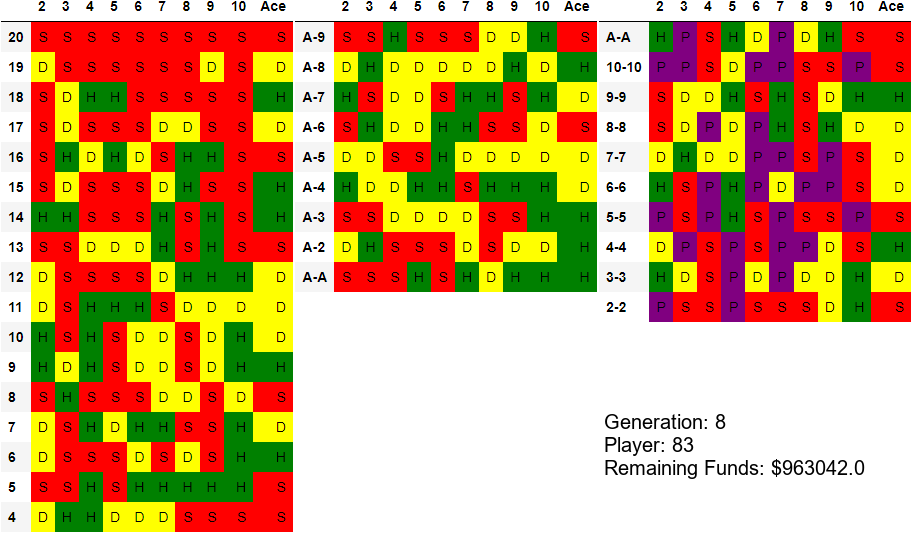 2 3 4 5 6 7 8 9 10 Ace
20 S S S S S S S S S S
19 D S S S S S S D S D
18 S D H H S S S S S H
17 S D S S S D D S S D
16 S H D H D S H H S S
15 S D S S S D H S S H
14 H H S S S H S H S H
13 S S D D D H S H S S
12 D S S S S D H H H D
11 D S H H H S D D D D
10 H S H S D D S D H D
9 H D H S D D S D H H
8 S H S S S D D S D S
7 D S H D H H S S H D
6 D S S S D S D S H H
5 S S H S H H H H H S
4 D H H D D D S S S S
2 3 4 5 6 7 8 9 10 Ace
A-9 S S H S S S D D H S
A-8 D H D D D D D H D H
A-7 H S D D S H H S H D
A-6 S H D D H H S S D S
A-5 D D S S H D D D D D
A-4 H D D H H S H H H D
A-3 S S D D D D S S H H
A-2 D H S S S D S D D H
A-A S S S H S H D H H H
2 3 4 5 6 7 8 9 10 Ace
A-A H P S H D P D H S S
10-10 P P S D P P S S P S
9-9 S D D H S H S D H H
8-8 S D P D P H S H D D
7-7 D H D D P P S P S D
6-6 H S P H P D P P S D
5-5 P S P H S P S S P S
4-4 D P S P S P P D S H
3-3 H D S P D P D D H D
2-2 P S S P S S S D H S
Generation: 8
Player: 83
Remaining Funds: $963042.0